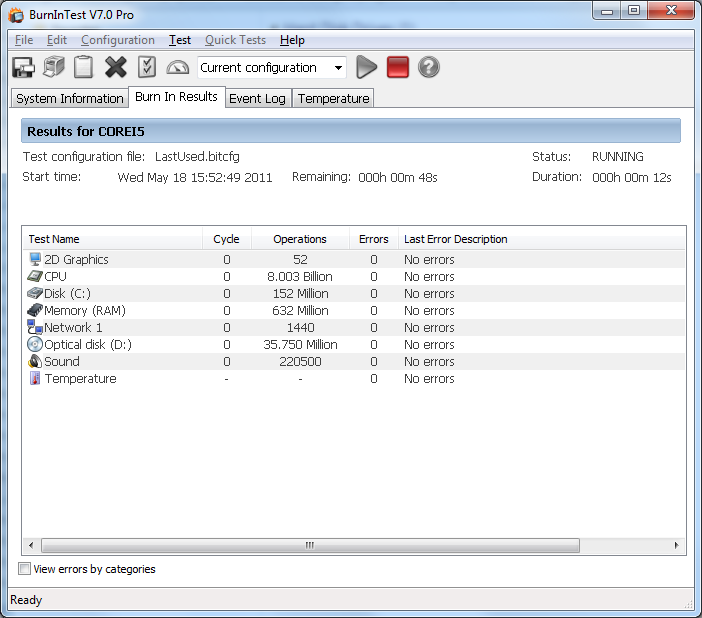 BurnInTest V7.0 Pro
File Edit Configuration Test Quick Tests Help
Current configuration
System Information Burn In Results Event Log Temperature
Results for COREI5
Test configuration file: LastUsed.bitcfg Status: RUNNING
Start time: Wed May 18 15:52:49 2011 Remaining: 000h 00m 48s Duration: 000h 00m 12s
Test Name Cycle Operations Errors Last Error Description
2D Graphics 0 52 0 No errors
CPU 0 8.003 Billion 0 No errors
Disk (C:) 0 152 Million 0 No errors
Memory (RAM) 0 632 Million 0 No errors
Network 1 0 1440 0 No errors
Optical disk (D:) 0 35.750 Million 0 No errors
Sound 0 220500 0 No errors
Temperature - - 0 No errors
View errors by categories
Ready